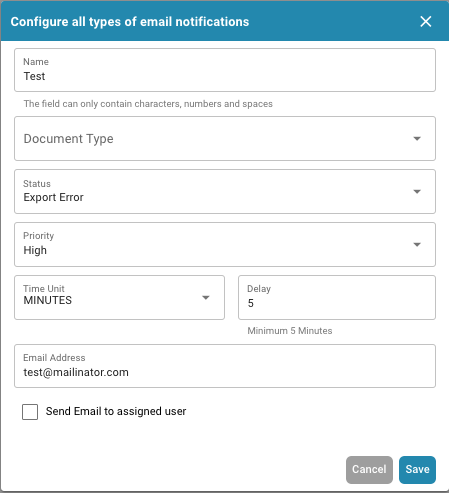 Configure all types of email notifications
Name
Test
The field can only contain characters, numbers and spaces
Document Type
Status
Export Error
Priority
High
Time Unit
MINUTES
Delay
5
Minimum 5 Minutes
Email Address
test@mailinator.com
Send Email to assigned user
Cancel
Save